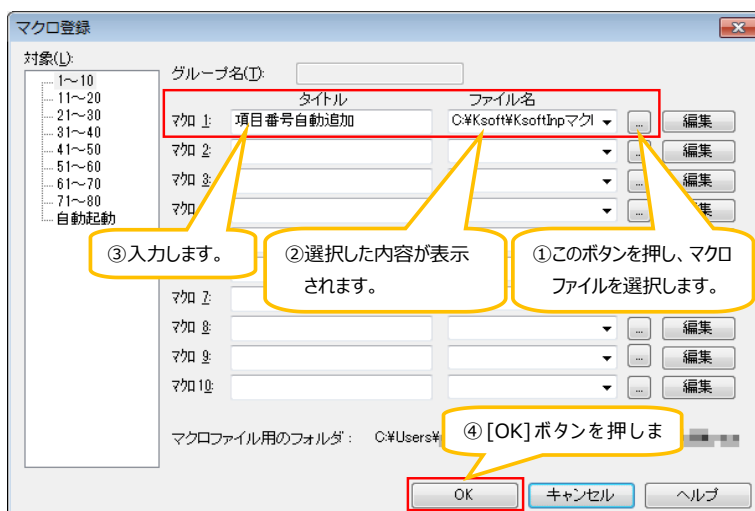 マクロ登録
対象(L):
1～10
11～20
21～30
31～40
41～50
51～60
61～70
71～80
自動起動
グループ名(T):
タイトル ファイル名
マクロ 1: 項目番号自動追加 C:¥Ksoft¥KsoftInpマク ... 編集
マクロ 2: ... 編集
マクロ 3: ... 編集
マクロ ... 編集
③入力します。
②選択した内容が表示
されます。
①このボタンを押し、マクロ
ファイルを選択します。
マクロ 7:
マクロ 8: ... 編集
マクロ 9: ... 編集
マクロ 10: ... 編集
マクロファイル用のフォルダ: C:¥Users¥
④[OK]ボタンを押しま
OK キャンセル ヘルプ